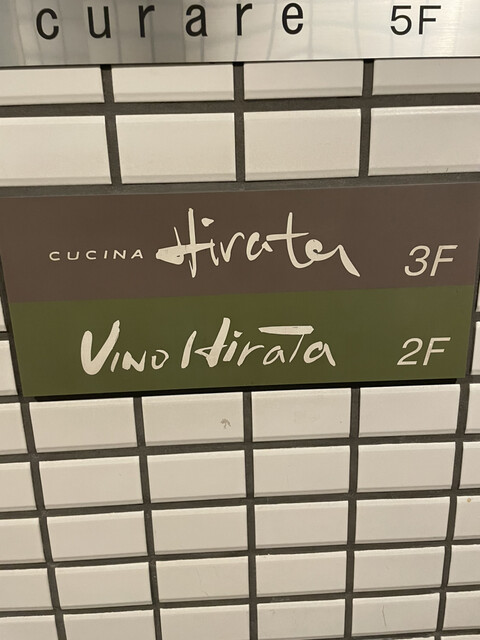 curare 5F
CUCINA Hirata 3F
VINO HiraTa 2F